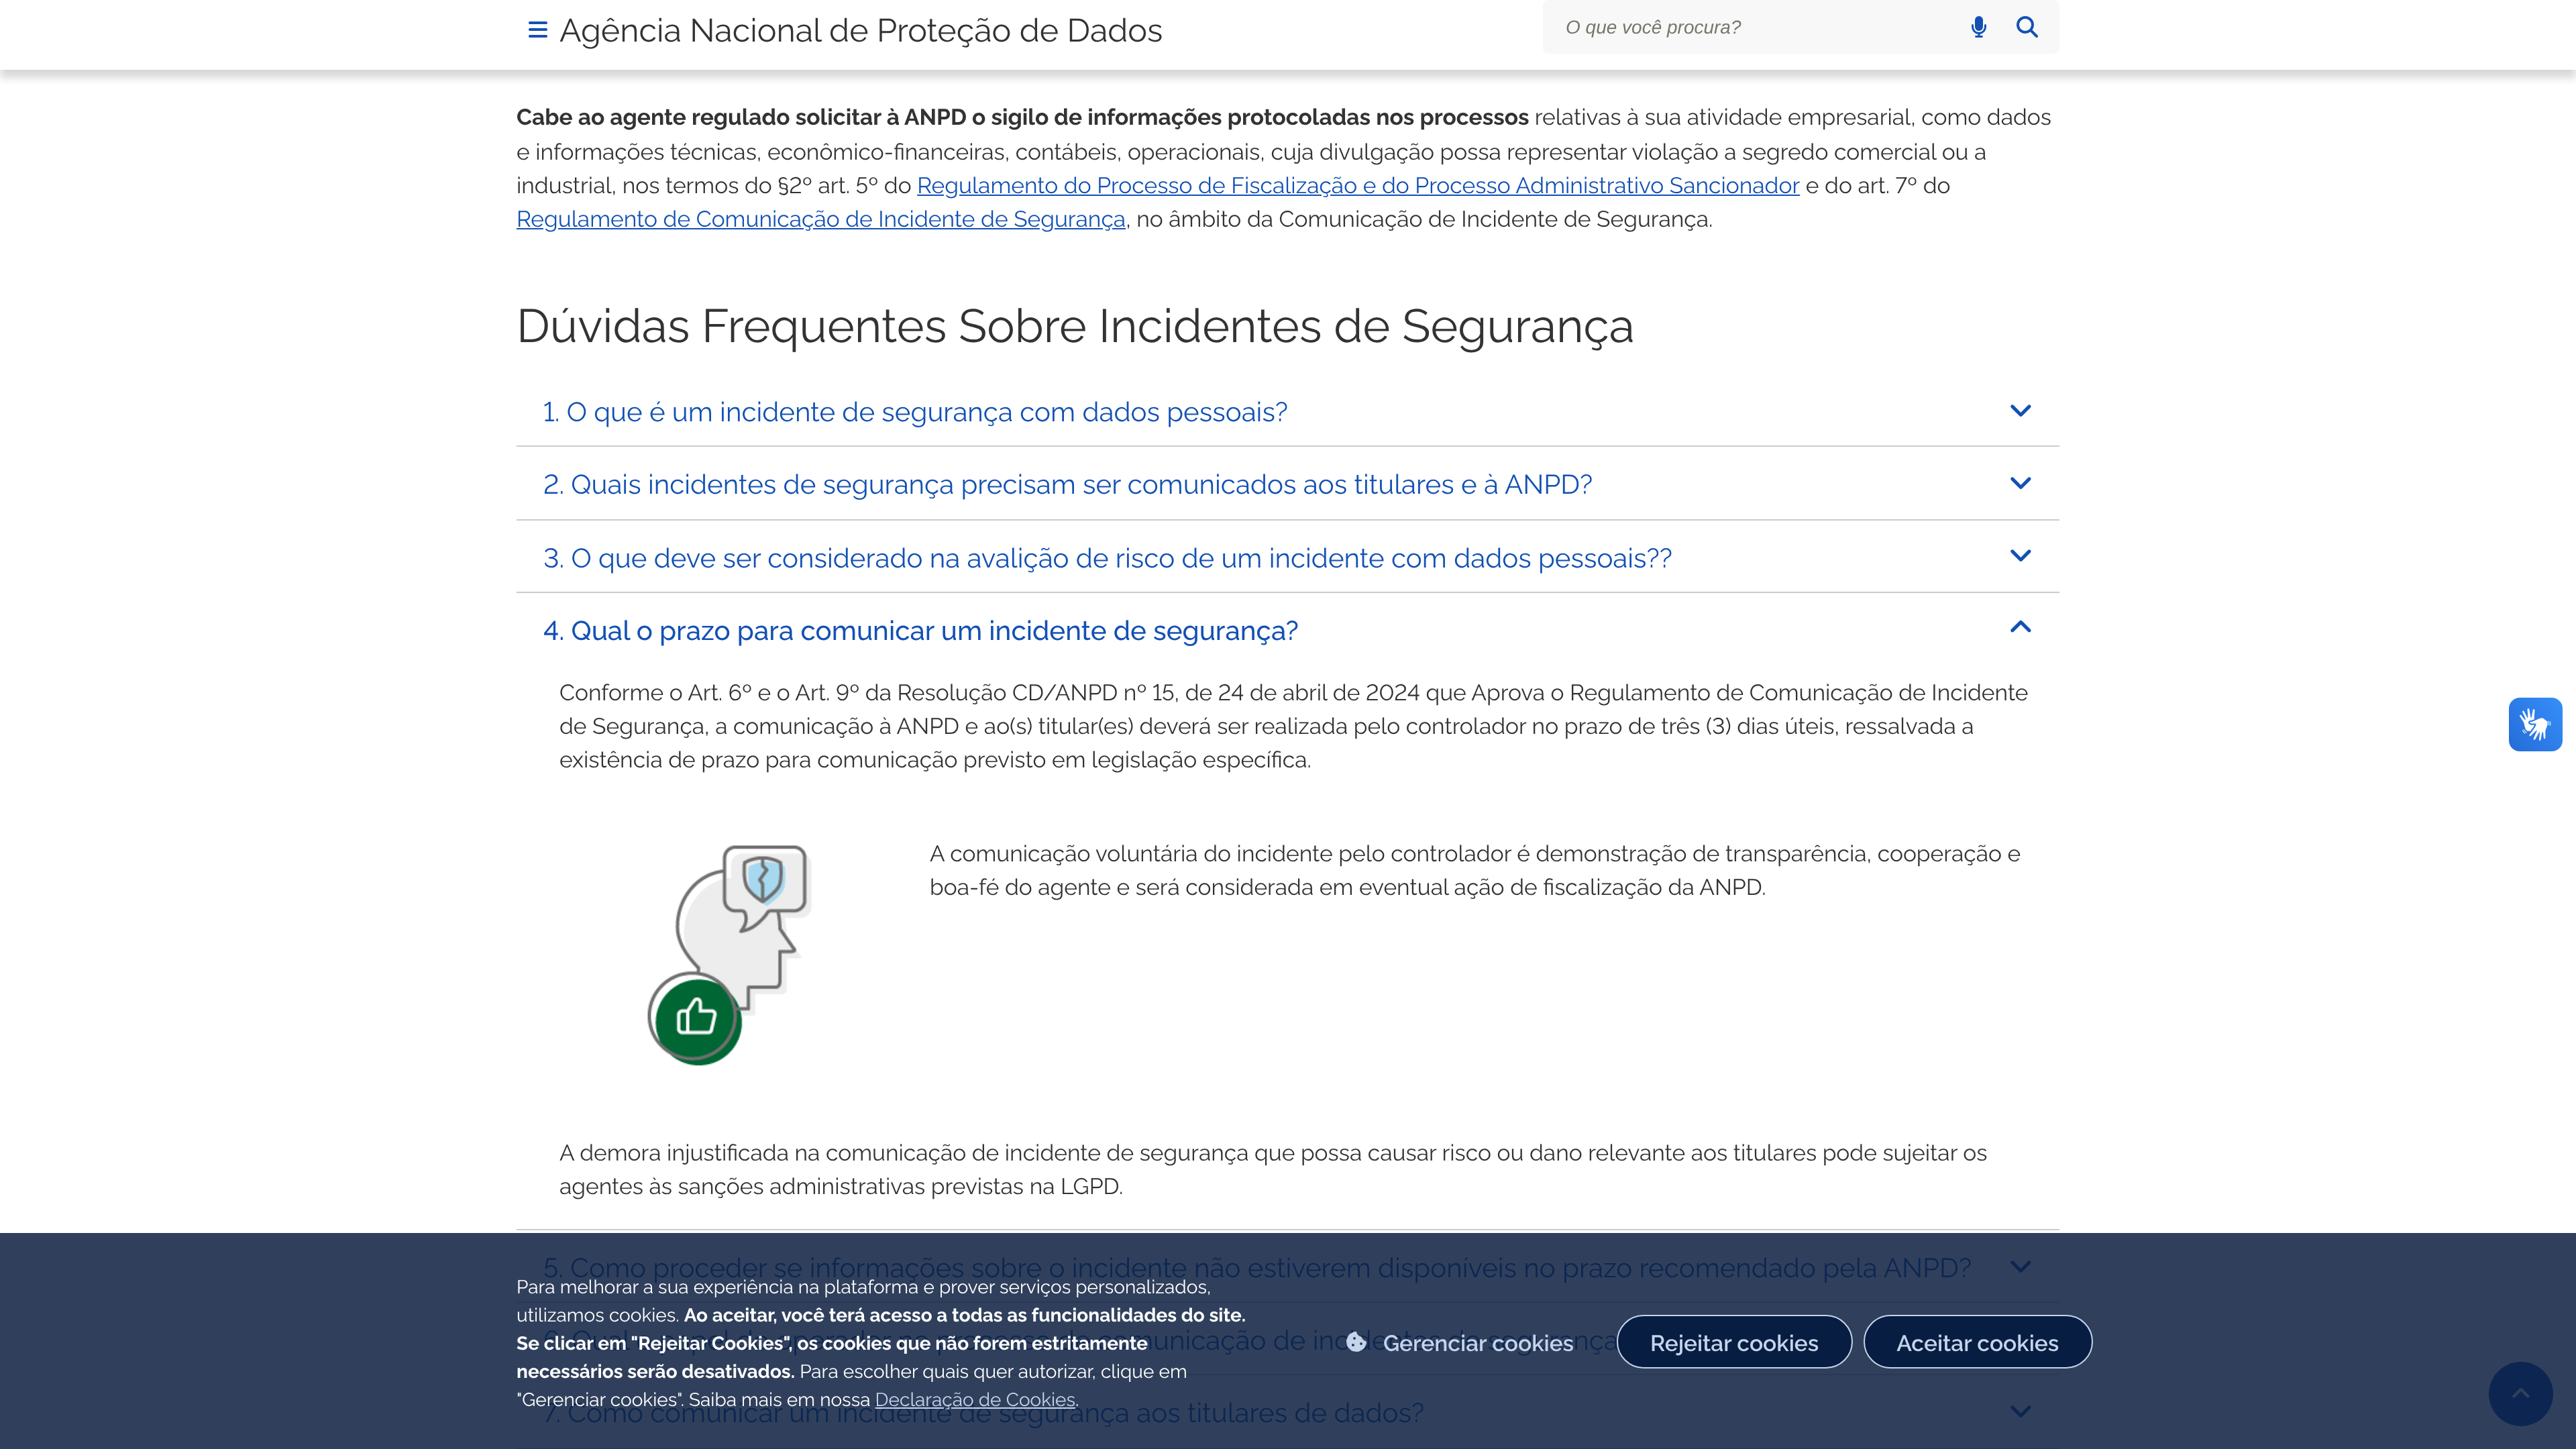 Agência Nacional de Proteção de Dados
O que você procura?
Cabe ao agente regulado solicitar à ANPD o sigilo de informações protocoladas nos processos relativas à sua atividade empresarial, como dados
e informações técnicas, econômico-financeiras, contábeis, operacionais, cuja divulgação possa representar violação a segredo comercial ou a
industrial, nos termos do §2º art. 5º do Regulamento do Processo de Fiscalização e do Processo Administrativo Sancionador e do art. 7º do
Regulamento de Comunicação de Incidente de Segurança, no âmbito da Comunicação de Incidente de Segurança.
Dúvidas Frequentes Sobre Incidentes de Segurança
1. O que é um incidente de segurança com dados pessoais?
2. Quais incidentes de segurança precisam ser comunicados aos titulares e à ANPD?
3. O que deve ser considerado na avalição de risco de um incidente com dados pessoais??
4. Qual o prazo para comunicar um incidente de segurança?
Conforme o Art. 6º e o Art. 9º da Resolução CD/ANPD nº 15, de 24 de abril de 2024 que Aprova o Regulamento de Comunicação de Incidente
de Segurança, a comunicação à ANPD e ao(s) titular(es) deverá ser realizada pelo controlador no prazo de três (3) dias úteis, ressalvada a
existência de prazo para comunicação previsto em legislação específica.
A comunicação voluntária do incidente pelo controlador é demonstração de transparência, cooperação e
boa-fé do agente e será considerada em eventual ação de fiscalização da ANPD.
A demora injustificada na comunicação de incidente de segurança que possa causar risco ou dano relevante aos titulares pode sujeitar os
agentes às sanções administrativas previstas na LGPD.
5. Como proceder se informações sobre o incidente não estiverem disponíveis no prazo recomendado pela ANPD?
Para melhorar a sua experiência na plataforma e prover serviços personalizados,
utilizamos cookies. Ao aceitar, você terá acesso a todas as funcionalidades do site.
Se clicar em "Rejeitar Cookies", os cookies que não forem estritamente
necessários serão desativados. Para escolher quais quer autorizar, clique em
"Gerenciar cookies". Saiba mais em nossa Declaração de Cookies.
Gerenciar cookies
Rejeitar cookies
Aceitar cookies
7. Como comunicar um incidente de segurança aos titulares de dados?